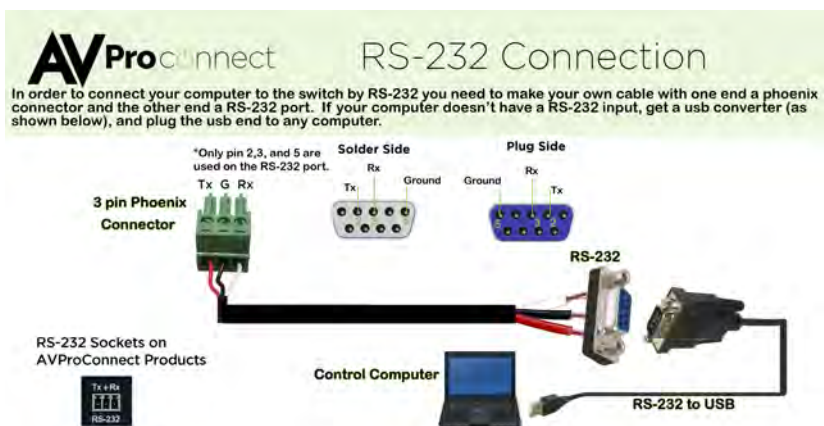 AVProconnect
RS-232 Connection
In order to connect your computer to the switch by RS-232 you need to make your own cable with one end a phoenix
connector and the other end a RS-232 port. If your computer doesn't have a RS-232 input, get a usb converter (as
shown below), and plug the usb end to any computer.
*Only pin 2,3, and 5 are
used on the RS-232 port.
Tx G Rx
3 pin Phoenix
Connector
Solder Side
Rx
Tx
Ground
Plug Side
Rx
Ground
Tx
5 3 2
RS-232
RS-232 Sockets on
AVProConnect Products
Tx + Rx
RS-232
Control Computer
RS-232 to USB